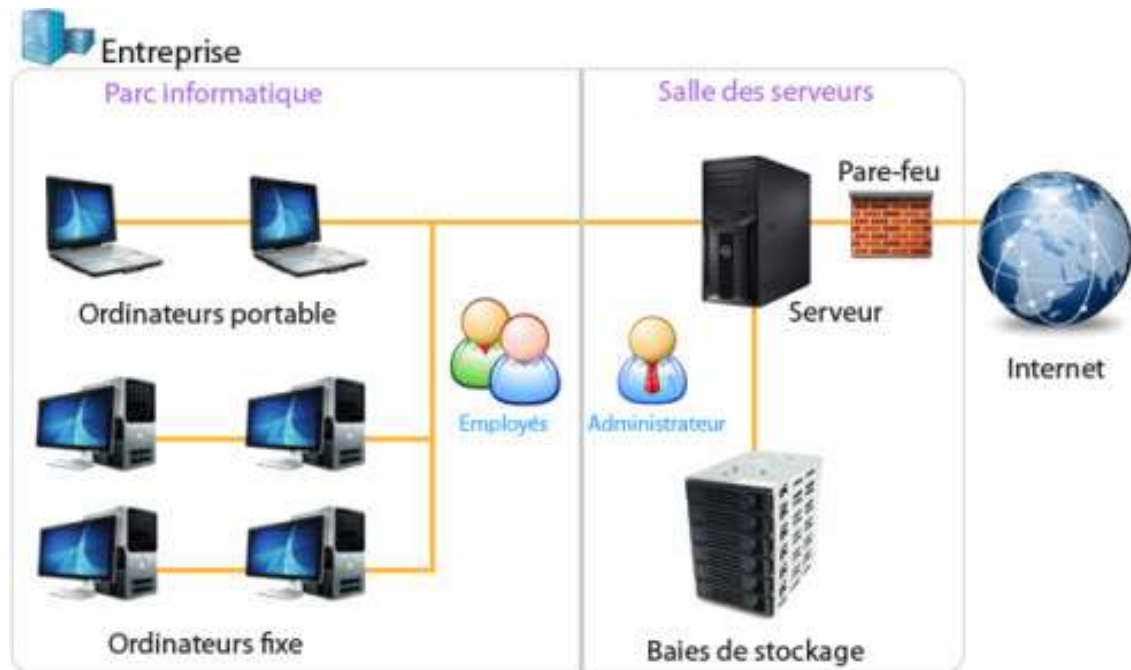 Entreprise
Parc informatique
Salle des serveurs
Pare-feu
Ordinateurs portable
Serveur
Internet
Employés
Administrateur
Ordinateurs fixe
Baies de stockage